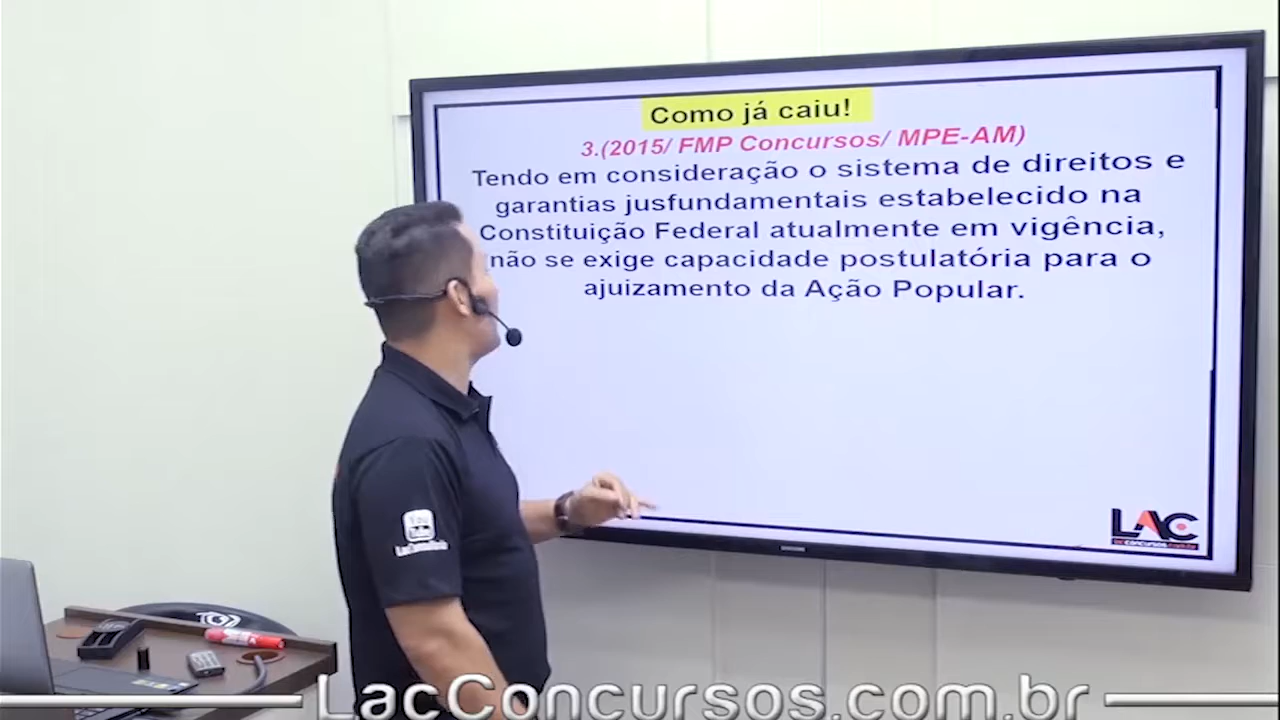 Como já caiu!
3.(2015/ FMP Concursos/ MPE-AM)
Tendo em consideração o sistema de direitos e
garantias jusfundamentais estabelecido na
Constituição Federal atualmente em vigência,
não se exige capacidade postulatória para o
ajuizamento da Ação Popular.
LAC
You
LacConcursos.com.br